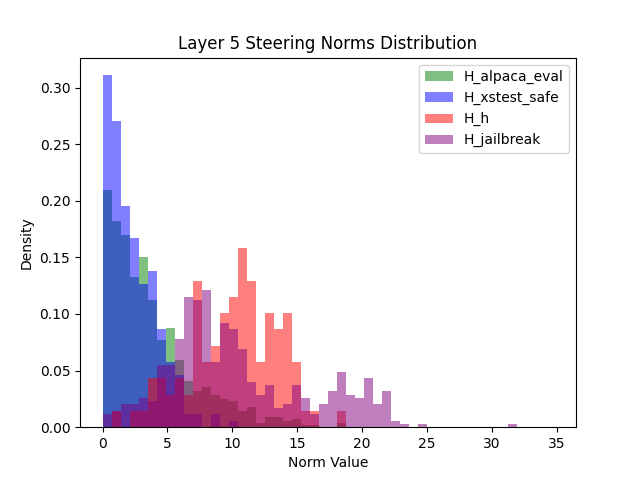 Layer 5 Steering Norms Distribution
H_alpaca_eval
H_xstest_safe
H_h
H_jailbreak
Density
0.30
0.25
0.20
0.15
0.10
0.05
0.00
0 5 10 15 20 25 30 35
Norm Value